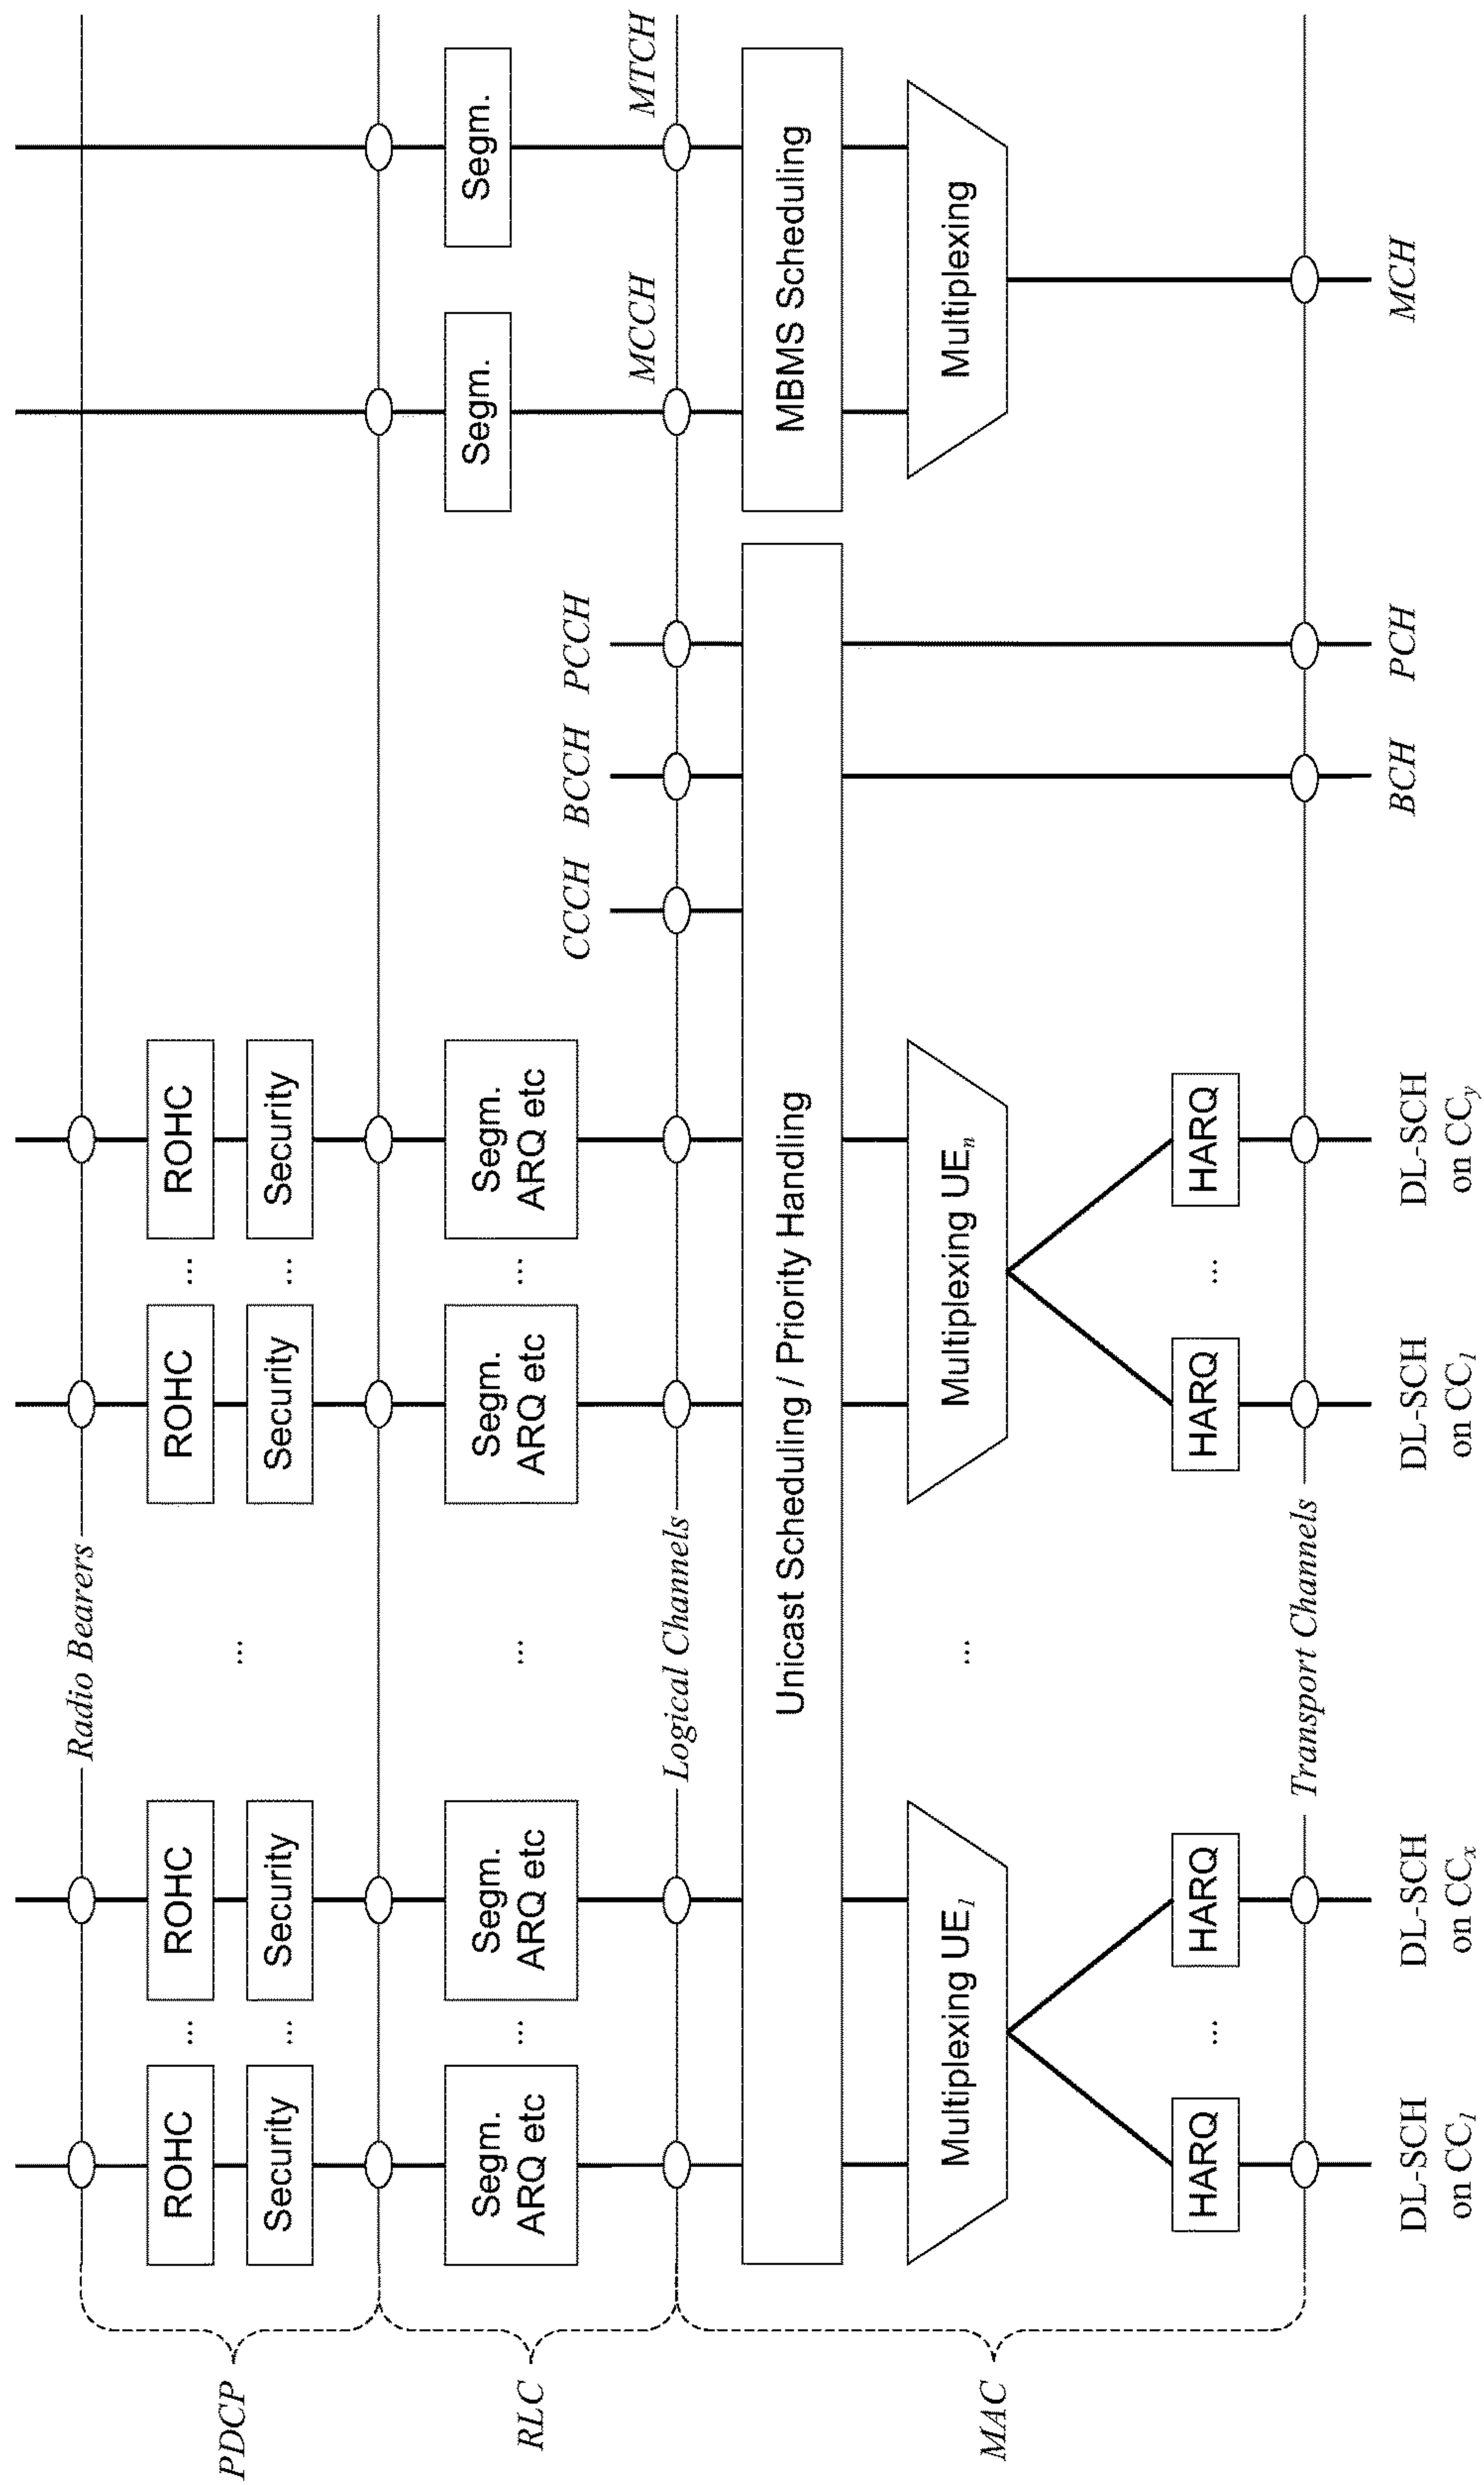 Radio Bearers
PDCP
ROHC
...
ROHC
ROHC
...
ROHC
...
Security
...
Security
Security
...
Security
RLC
Segm.
ARQ etc
...
Segm.
ARQ etc
...
Segm.
ARQ etc
...
Segm.
ARQ etc
Segm.
Segm.
Logical Channels
CCCH
BCCH
PCCH
MCCH
MTCH
MAC
Unicast Scheduling / Priority Handling
MBMS Scheduling
Multiplexing UE1
...
Multiplexing UEn
Multiplexing
HARQ
...
HARQ
HARQ
...
HARQ
Transport Channels
DL-SCH
on CC1
DL-SCH
on CCx
DL-SCH
on CC1
DL-SCH
on CCy
BCH
PCH
MCH